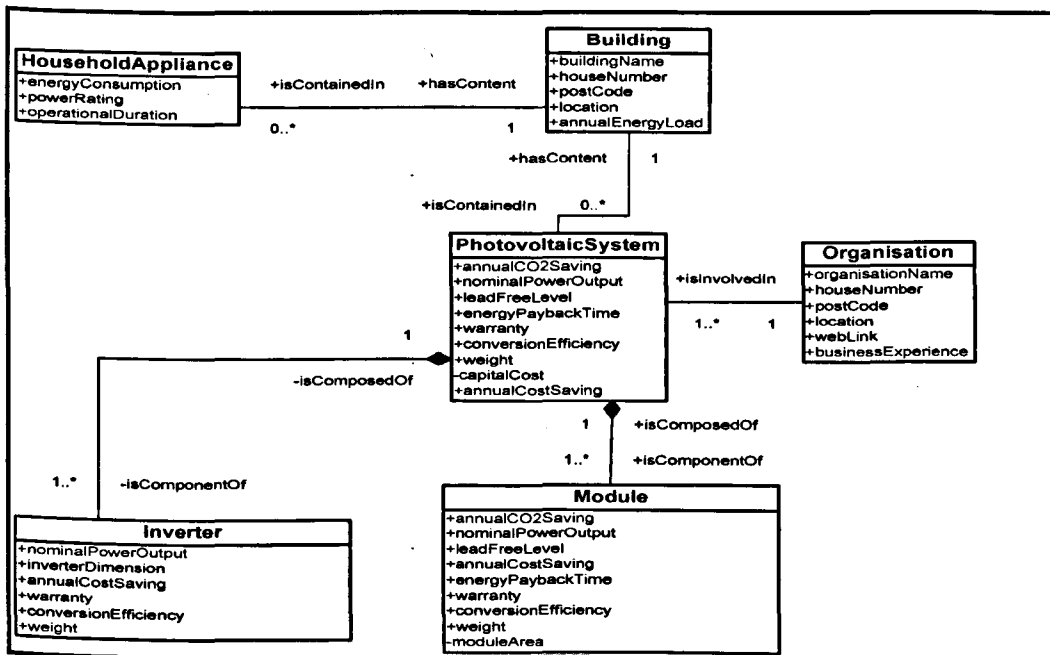 HouseholdAppliance
+energyConsumption
+powerRating
+operationalDuration
+isContainedIn +hasContent
0..* 1
Building
+buildingName
+houseNumber
+postCode
+location
+annualEnergyLoad
+hasContent 1
+isContainedIn 0..*
PhotovoltaicSystem
+annualCO2Saving
+nominalPowerOutput
+leadFreeLevel
+energyPaybackTime
+warranty
+conversionEfficiency
+weight
-capitalCost
+annualCostSaving
+isInvolvedIn
1..* 1
Organisation
+organisationName
+houseNumber
+postCode
+location
+webLink
+businessExperience
1
-isComposedOf
1..* -isComponentOf
Inverter
+nominalPowerOutput
+inverterDimension
+annualCostSaving
+warranty
+conversionEfficiency
+weight
1 +isComposedOf
1..* +isComponentOf
Module
+annualCO2Saving
+nominalPowerOutput
+leadFreeLevel
+annualCostSaving
+energyPaybackTime
+warranty
+conversionEfficiency
+weight
-moduleArea